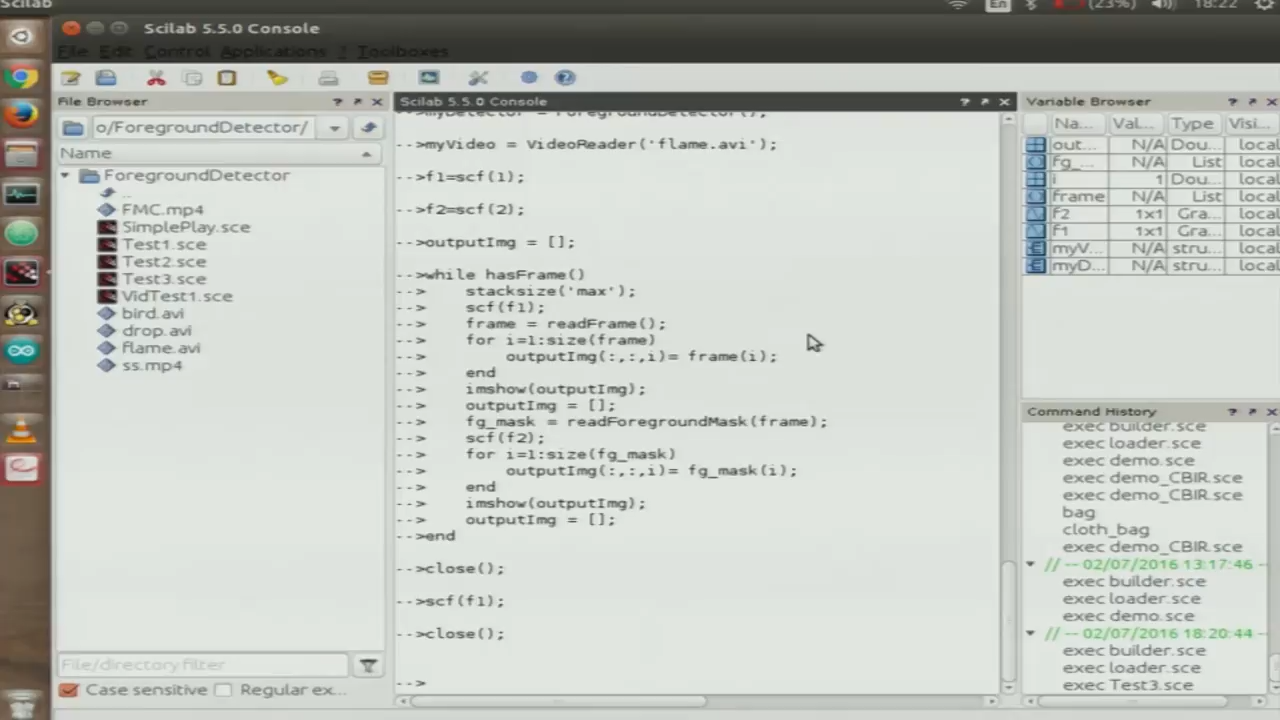 Scilab
En
(23%)
18:22
Scilab 5.5.0 Console
File Edit Control Applications ? Toolboxes
File Browser
o/ForegroundDetector/
Name
ForegroundDetector
..
FMC.mp4
SimplePlay.sce
Test1.sce
Test2.sce
Test3.sce
VidTest1.sce
bird.avi
drop.avi
flame.avi
ss.mp4
File/directory filter
Case sensitive
Regular ex...
Scilab 5.5.0 Console
-->myDetector = ForegroundDetector();
-->myVideo = VideoReader('flame.avi');
-->f1=scf(1);
-->f2=scf(2);
-->outputImg = [];
-->while hasFrame()
--> stacksize('max');
--> scf(f1);
--> frame = readFrame();
--> for i=1:size(frame)
--> outputImg(:,:,i)= frame(i);
--> end
--> imshow(outputImg);
--> outputImg = [];
--> fg_mask = readForegroundMask(frame);
--> scf(f2);
--> for i=1:size(fg_mask)
--> outputImg(:,:,i)= fg_mask(i);
--> end
--> imshow(outputImg);
--> outputImg = [];
-->end
-->close();
-->scf(f1);
-->close();
-->
Variable Browser
Na... Val... Type Visi...
out... N/A Dou... local
fg_... N/A List local
i 1 Dou... local
frame N/A List local
f2 1x1 Gra... local
f1 1x1 Gra... local
myV... N/A stru... local
myD... N/A stru... local
Command History
exec builder.sce
exec loader.sce
exec demo.sce
exec demo_CBIR.sce
exec demo_CBIR.sce
bag
cloth_bag
exec demo_CBIR.sce
// -- 02/07/2016 13:17:46 --
exec builder.sce
exec loader.sce
exec demo.sce
// -- 02/07/2016 18:20:44 --
exec builder.sce
exec loader.sce
exec Test3.sce